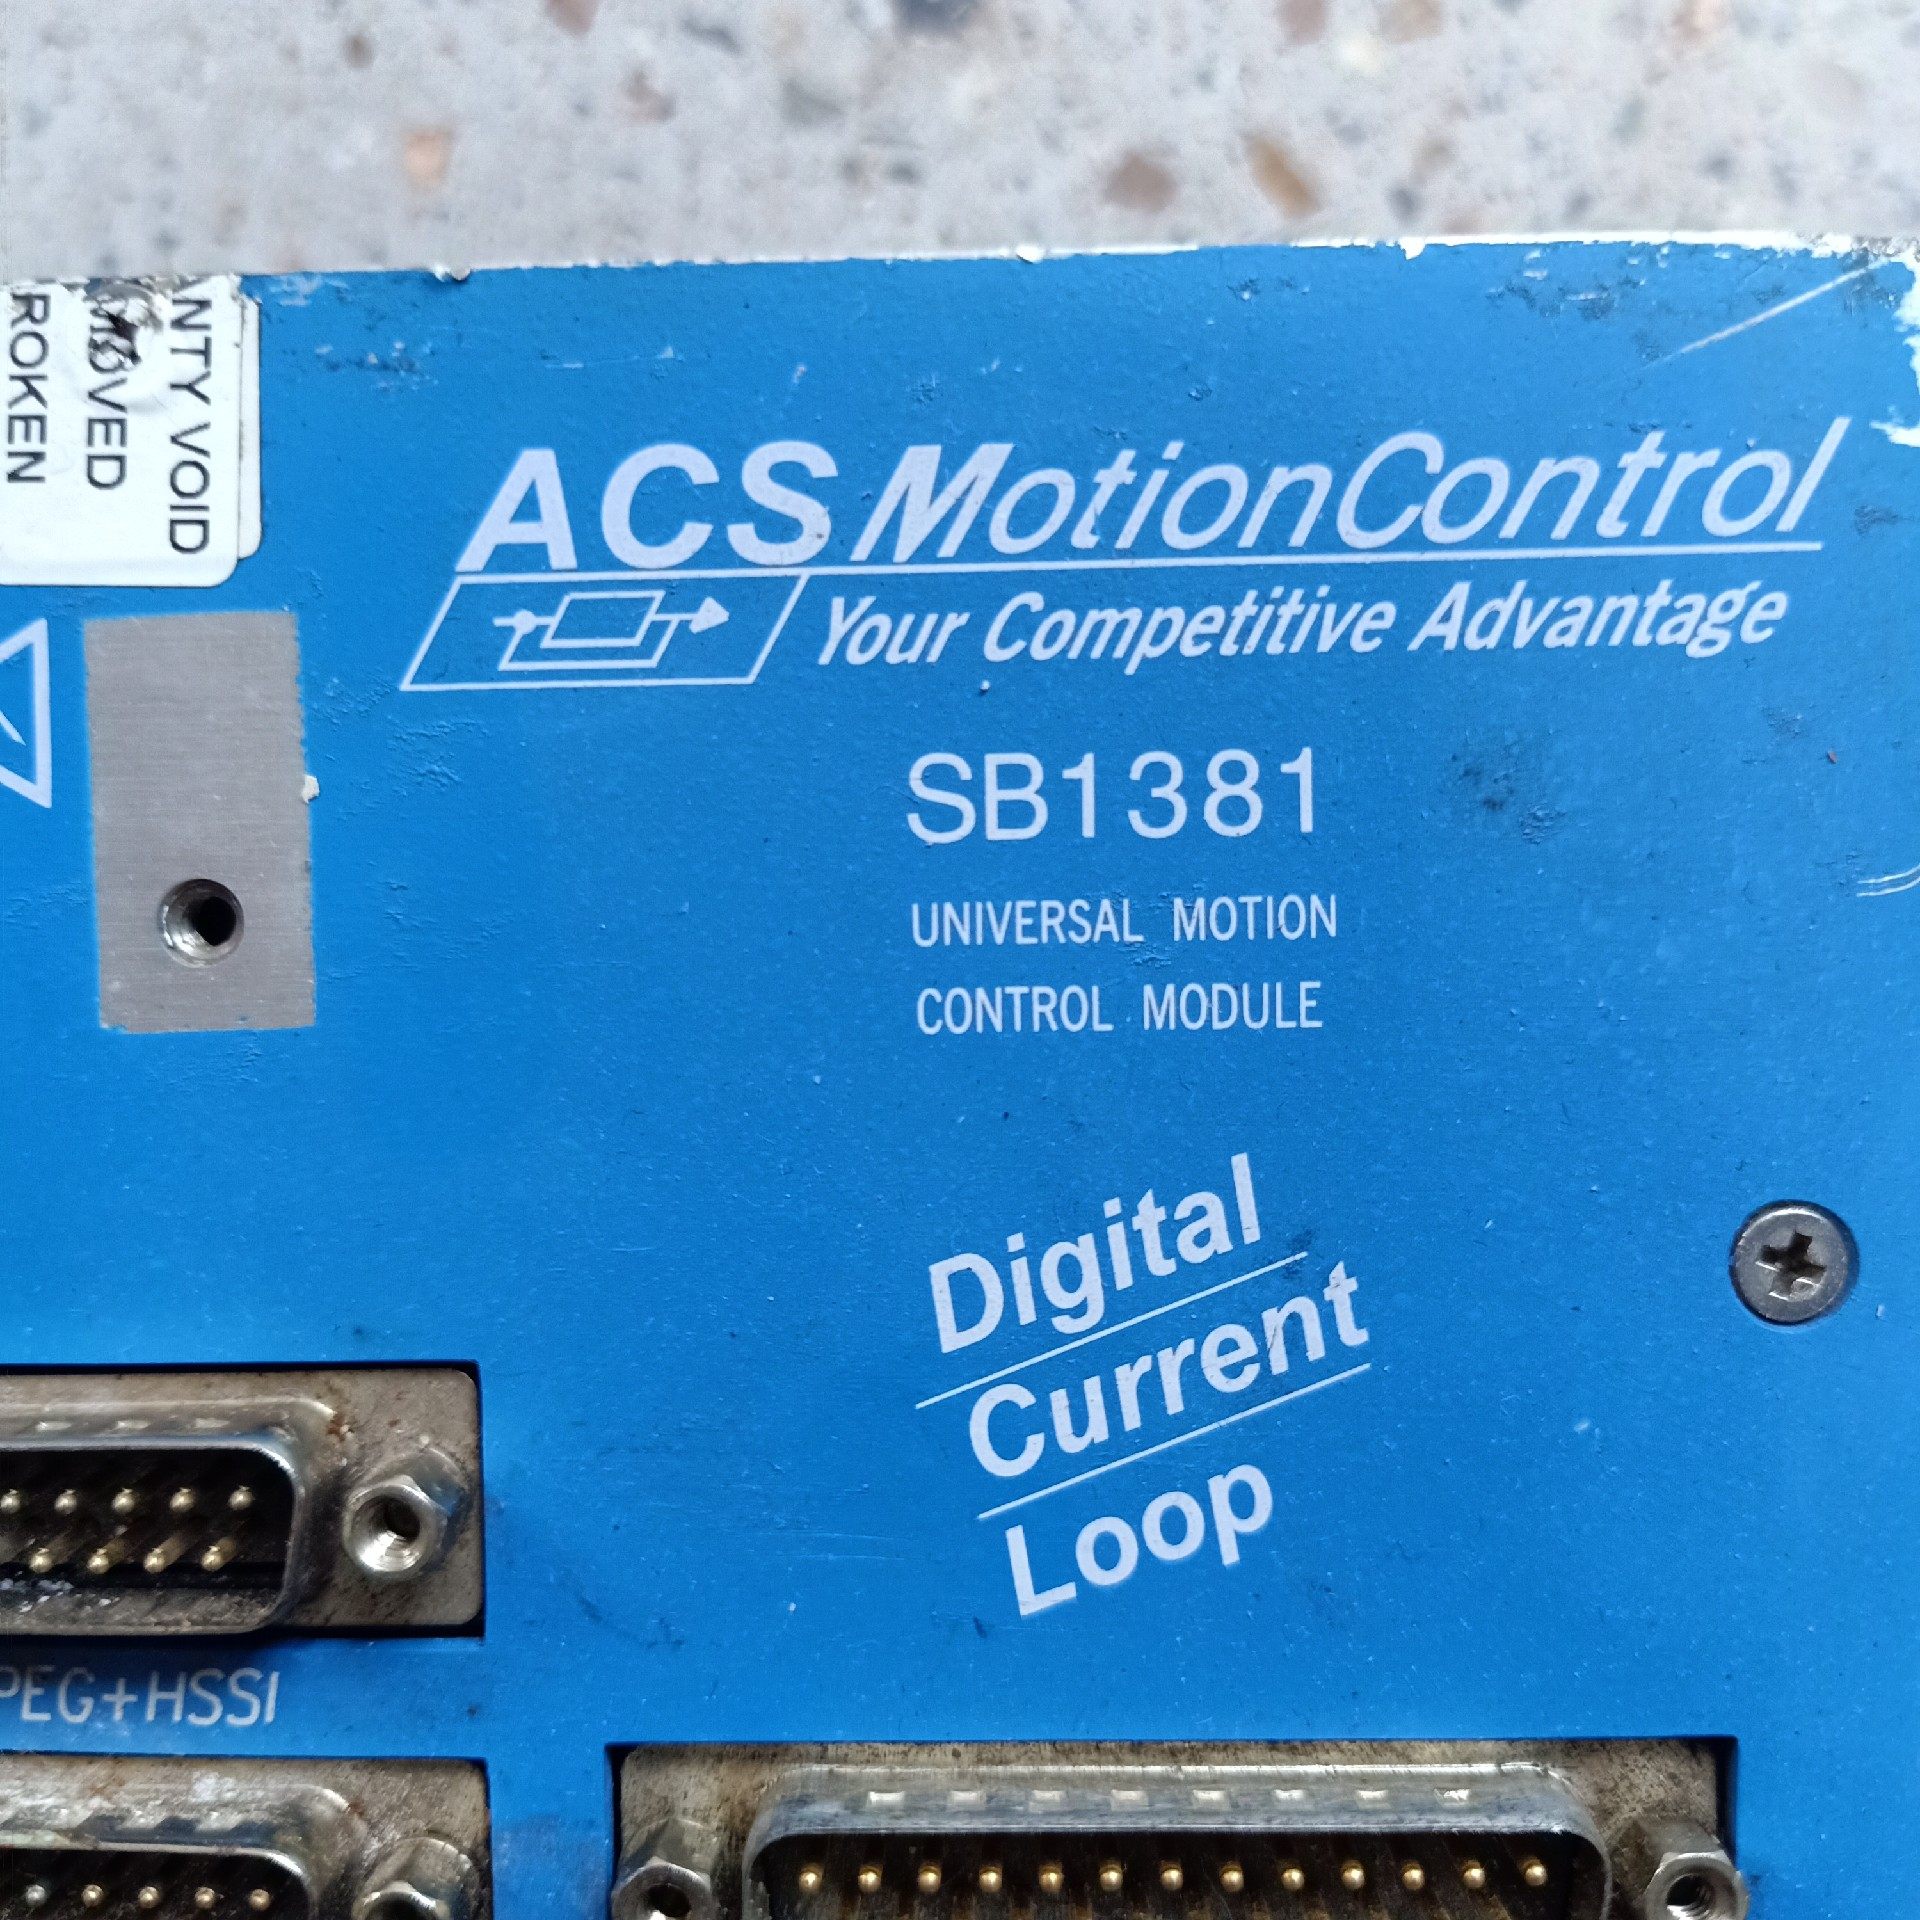 NTY VOID
MOVED
ROKEN
ACS MotionControl
Your Competitive Advantage
SB1381
UNIVERSAL MOTION
CONTROL MODULE
Digital
Current
Loop
PEG+HSSI